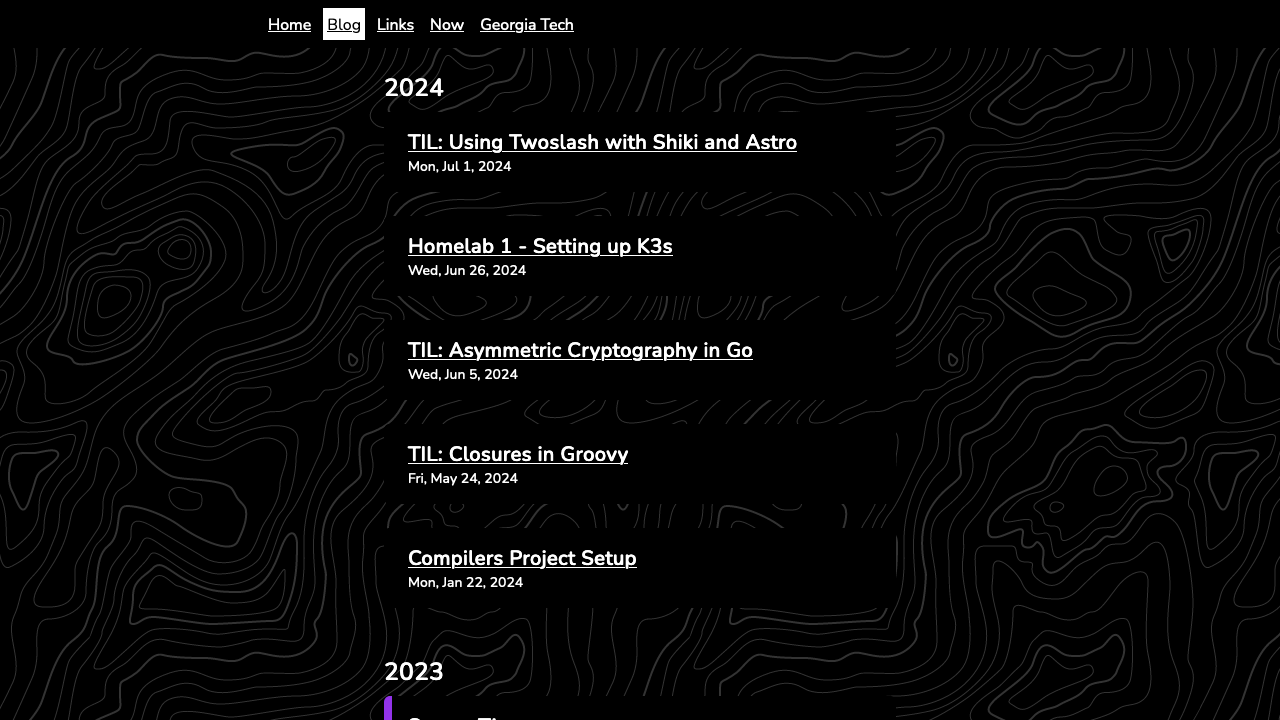 Home Blog Links Now Georgia Tech
2024
TIL: Using Twoslash with Shiki and Astro
Mon, Jul 1, 2024
Homelab 1 - Setting up K3s
Wed, Jun 26, 2024
TIL: Asymmetric Cryptography in Go
Wed, Jun 5, 2024
TIL: Closures in Groovy
Fri, May 24, 2024
Compilers Project Setup
Mon, Jan 22, 2024
2023